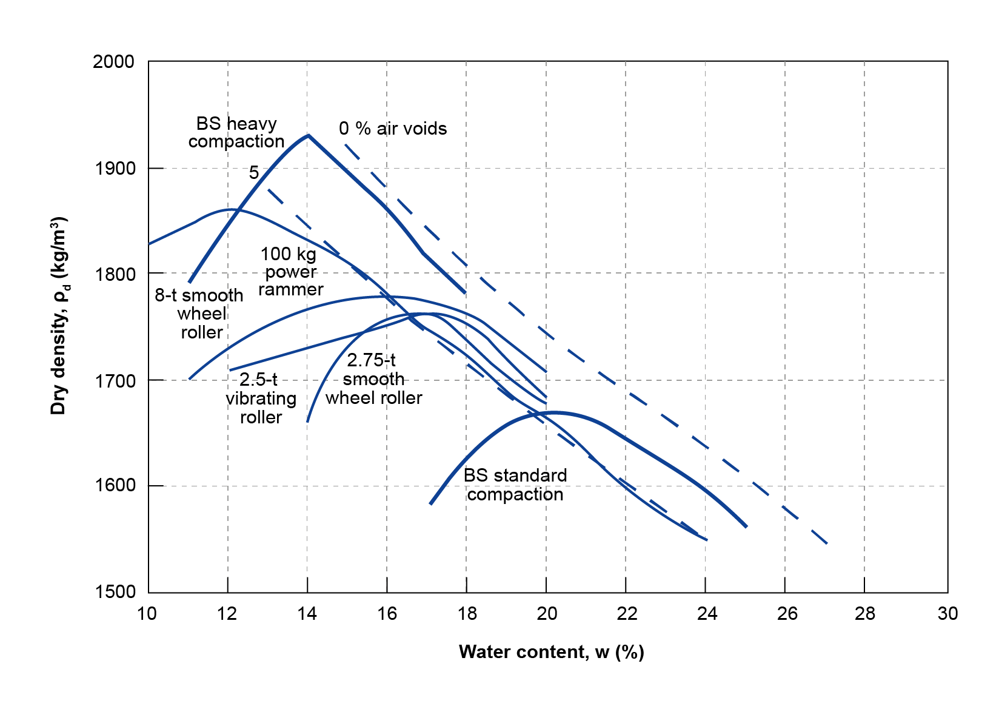 2000
1900
1800
1700
1600
1500
Dry density, ρd (kg/m³)
BS heavy
compaction
0 % air voids
5
100 kg
power
rammer
8-t smooth
wheel
roller
2.75-t
smooth
wheel roller
2.5-t
vibrating
roller
BS standard
compaction
10 12 14 16 18 20 22 24 26 28 30
Water content, w (%)